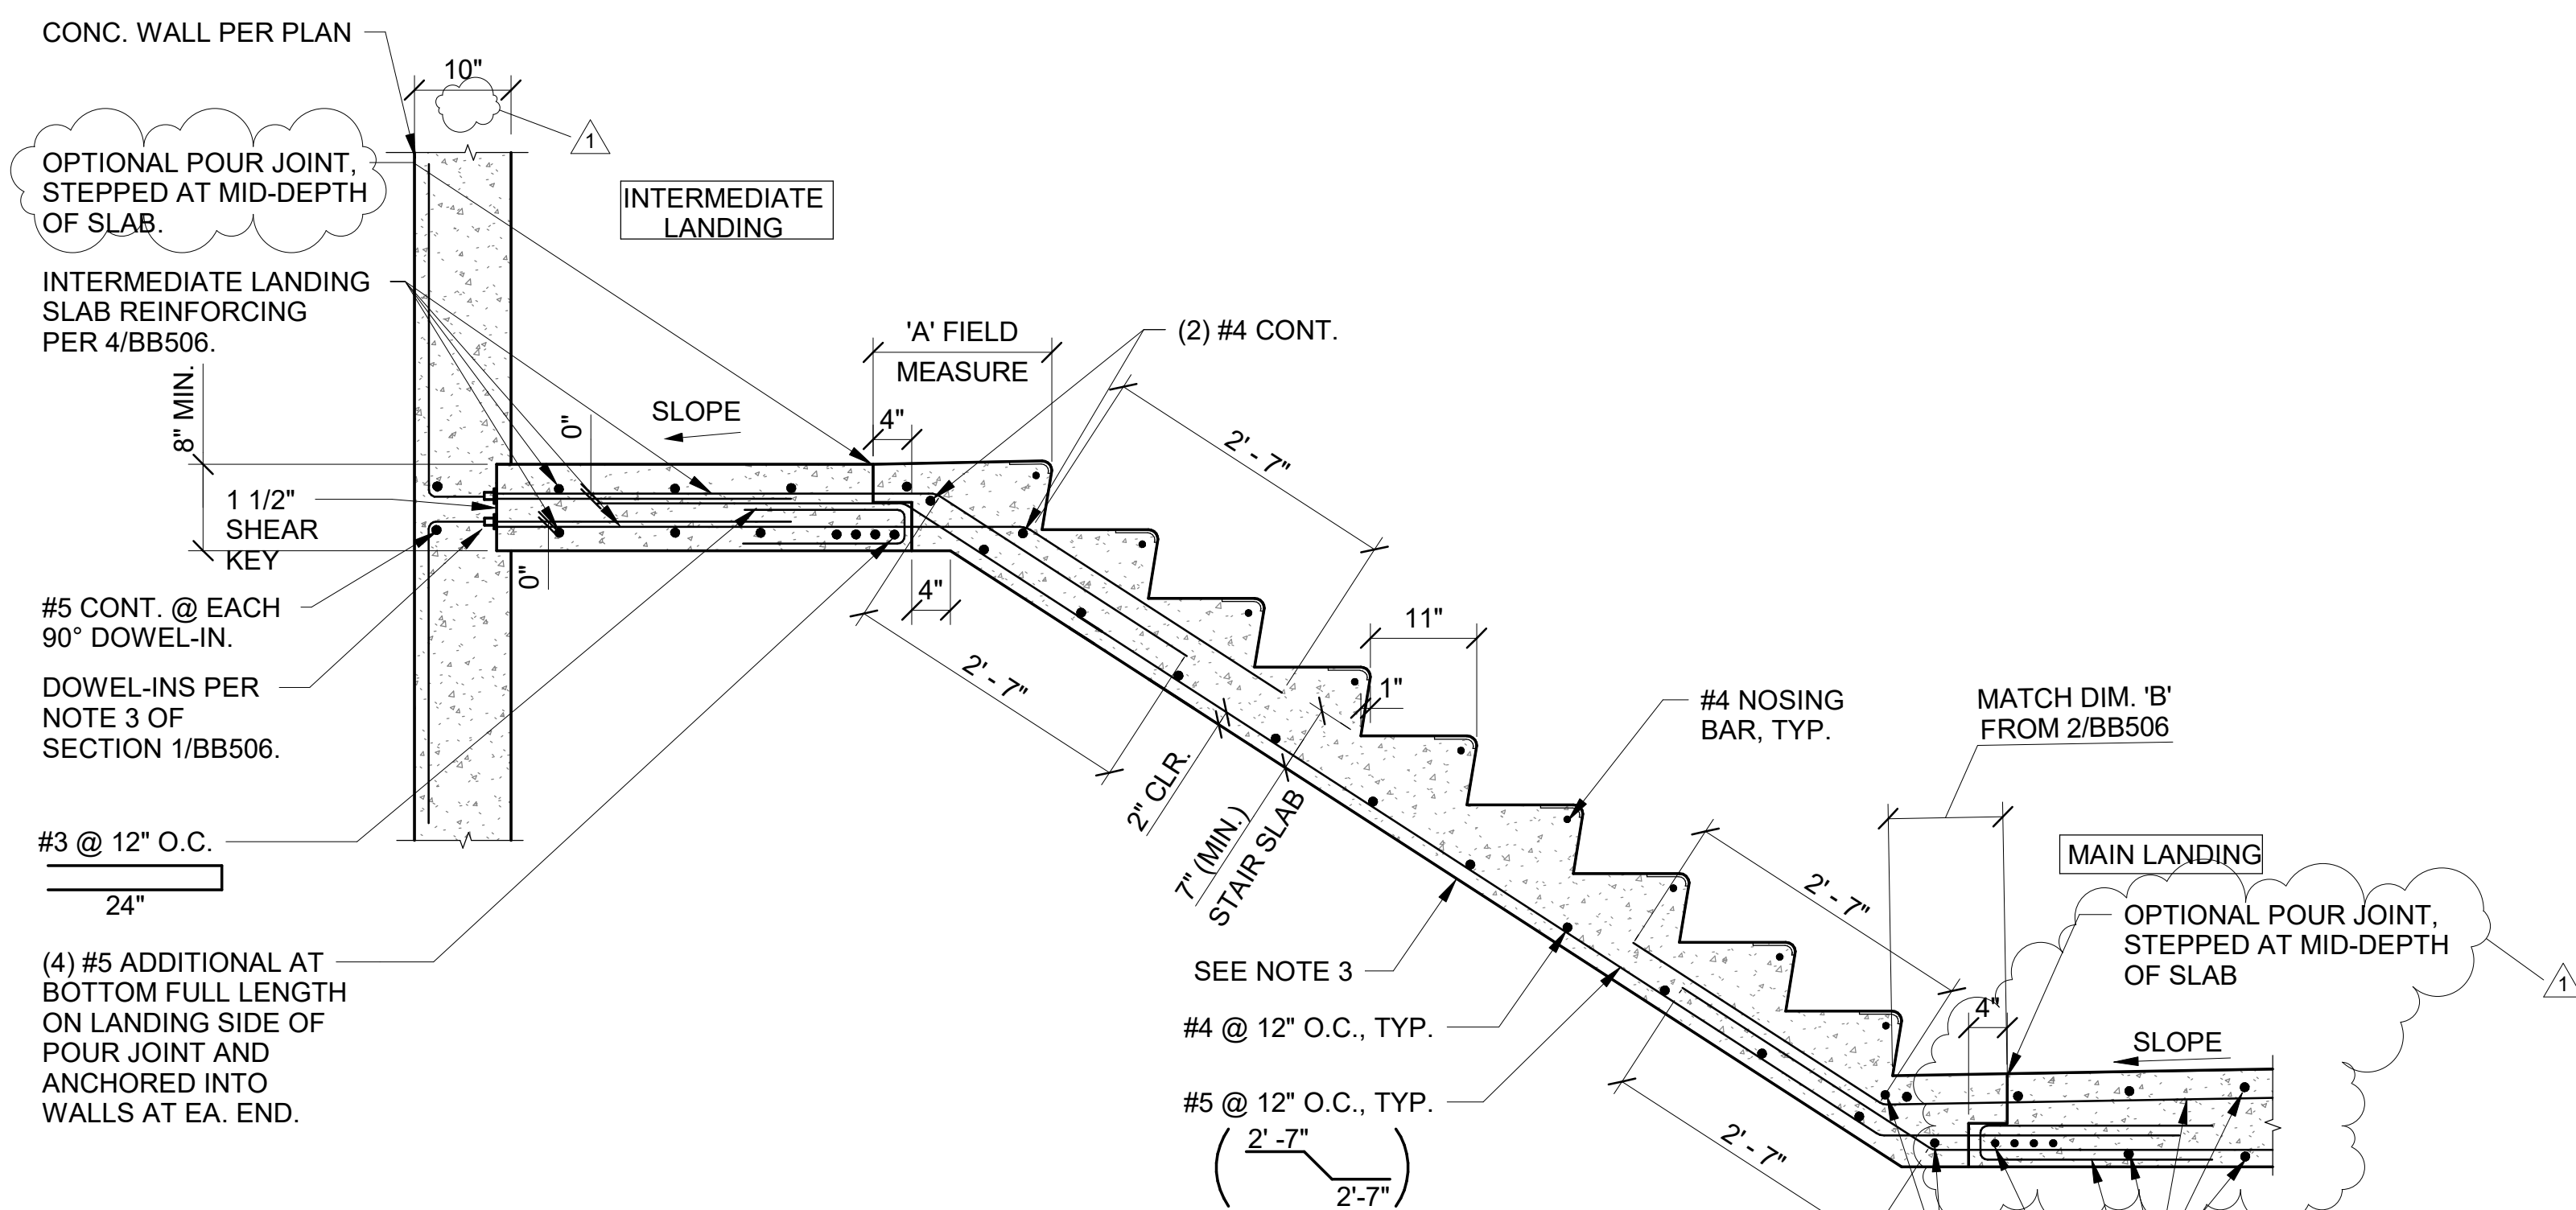 CONC. WALL PER PLAN
10"
1
OPTIONAL POUR JOINT,
STEPPED AT MID-DEPTH
OF SLAB.
INTERMEDIATE
LANDING
INTERMEDIATE LANDING
SLAB REINFORCING
PER 4/BB506.
8" MIN.
'A' FIELD
MEASURE
(2) #4 CONT.
0"
SLOPE
4"
2' - 7"
1 1/2"
SHEAR
KEY
0"
4"
#5 CONT. @ EACH
90° DOWEL-IN.
2' - 7"
11"
1"
DOWEL-INS PER
NOTE 3 OF
SECTION 1/BB506.
2" CLR.
7" (MIN.)
STAIR SLAB
#4 NOSING
BAR, TYP.
MATCH DIM. 'B'
FROM 2/BB506
#3 @ 12" O.C.
24"
2' - 7"
MAIN LANDING
OPTIONAL POUR JOINT,
STEPPED AT MID-DEPTH
OF SLAB
1
(4) #5 ADDITIONAL AT
BOTTOM FULL LENGTH
ON LANDING SIDE OF
POUR JOINT AND
ANCHORED INTO
WALLS AT EA. END.
SEE NOTE 3
#4 @ 12" O.C., TYP.
#5 @ 12" O.C., TYP.
2' -7"
2'-7"
4"
SLOPE
2' - 7"